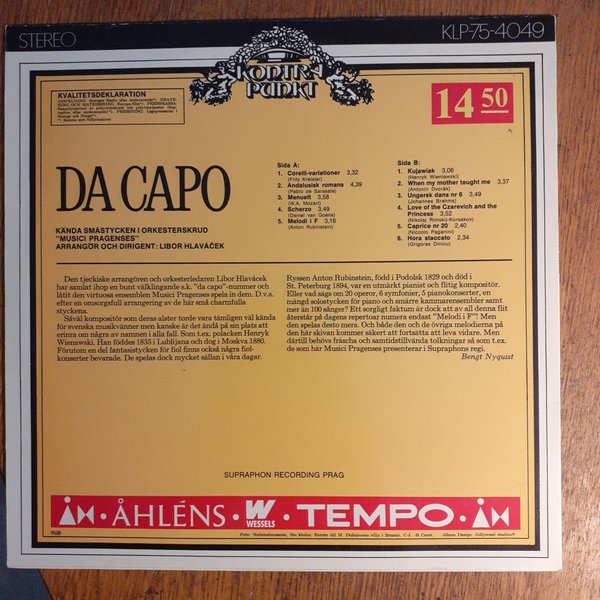 STEREO
KLP-75-4049
KONTRA
PUNKT
KVALITETSDEKLARATION
14 50
DA CAPO
KÄNDA SMÅSTYCKEN I ORKESTERSKRUD
"MUSICI PRAGENSES"
ARRANGÖR OCH DIRIGENT: LIBOR HLAVÁČEK
Sida A:
1. Corelli-variationer 3,32
(Fritz Kreisler)
2. Andalusisk romans 4,39
(Pablo de Sarasate)
3. Menuett 3,58
(W.A. Mozart)
4. Scherzo 3,49
(Daniel van Goens)
5. Melodi i F 3,16
(Anton Rubinstein)
Sida B:
1. Kujawiak 3,06
(Henryk Wieniawski)
2. When my mother taught me 3,37
(Antonin Dvorák)
3. Ungersk dans nr 6 3,49
(Johannes Brahms)
4. Love of the Czarevich and the
Princess 3,52
(Nikolaj Rimskij-Korsakov)
5. Caprice nr 20 2,40
(Niccolo Paganini)
6. Hora staccato 2,34
(Grigoras Dinicu)
Den tjeckiske arrangören och orkesterledaren Libor Hlaváček
har samlat ihop en bunt välklingande s.k. "da capo"-nummer och
låtit den virtuosa ensemblen Musici Pragenses spela in dem. D.v.s.
efter en omsorgsfull arrangering av de här små charmfulla
styckena.
Såväl kompositör som deras alster torde vara tämligen väl kända
för svenska musikvänner men kanske är det ändå på sin plats att
erinra om några av namnen i alla fall. Som t.ex. polacken Henryk
Wienawski. Han föddes 1835 i Lublijana och dog i Moskva 1880.
Förutom en del fantasistycken för fiol finns också några fiol-
konserter bevarade. De spelas dock mycket sällan i våra dagar.
Ryssen Anton Rubinstein, född i Podolsk 1829 och död i
St. Peterburg 1894, var en utmärkt pianist och flitig kompositör.
Eller vad sägs om 20 operor, 6 symfonier, 5 pianokonserter, en
mängd solostycken för piano och smärre kammarensembler samt
mer än 100 sånger? Ett sorgligt faktum är dock att av all denna flit
återstår på dagens repertoar numera endast "Melodi i F"! Men
den spelas desto mera. Och både den och de övriga melodierna på
den här skivan kommer säkert att fortsätta att leva vidare. Men
därtill behövs fräscha och samtidstillvända tolkningar så som t.ex.
de som här Musici Pragenses presenterar i Supraphons regi.
Bengt Nyquist
SUPRAPHON RECORDING PRAG
ÅHLÉNS · W WESSELS · TEMPO